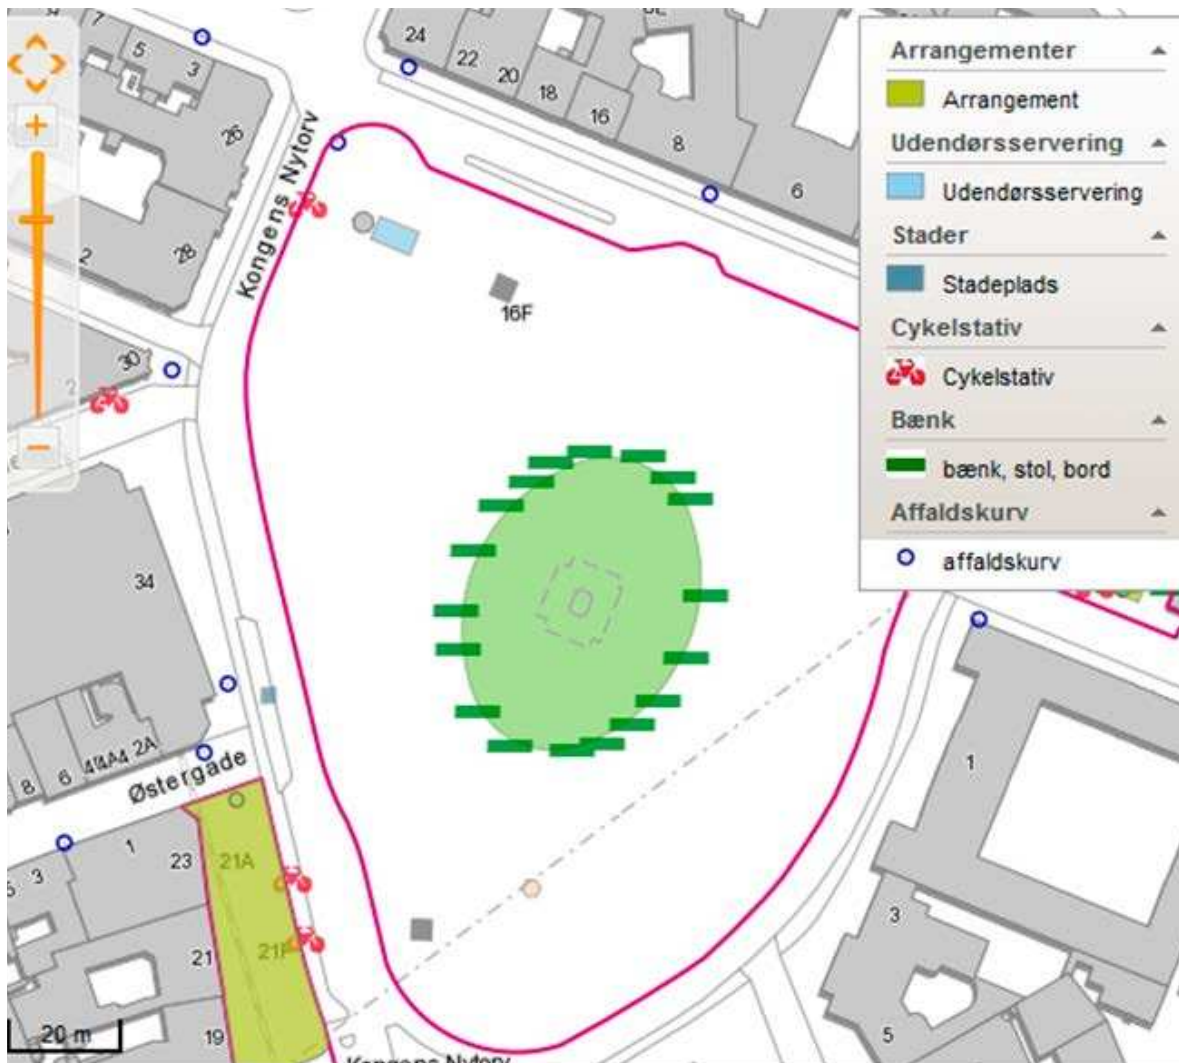 7
5
3
26
2
28
30
24
22
20
18
16
8
6
Kongens Nytorv
16F
34
8
6
4A
2A
Østergade
1
3
23
21A
21
21F
19
20 m
Kongens Nytorv
1
3
5
Arrangementer
Arrangement
Udendørsservering
Udendørsservering
Stader
Stadeplads
Cykelstativ
Cykelstativ
Bænk
bænk, stol, bord
Affaldskurv
affaldskurv